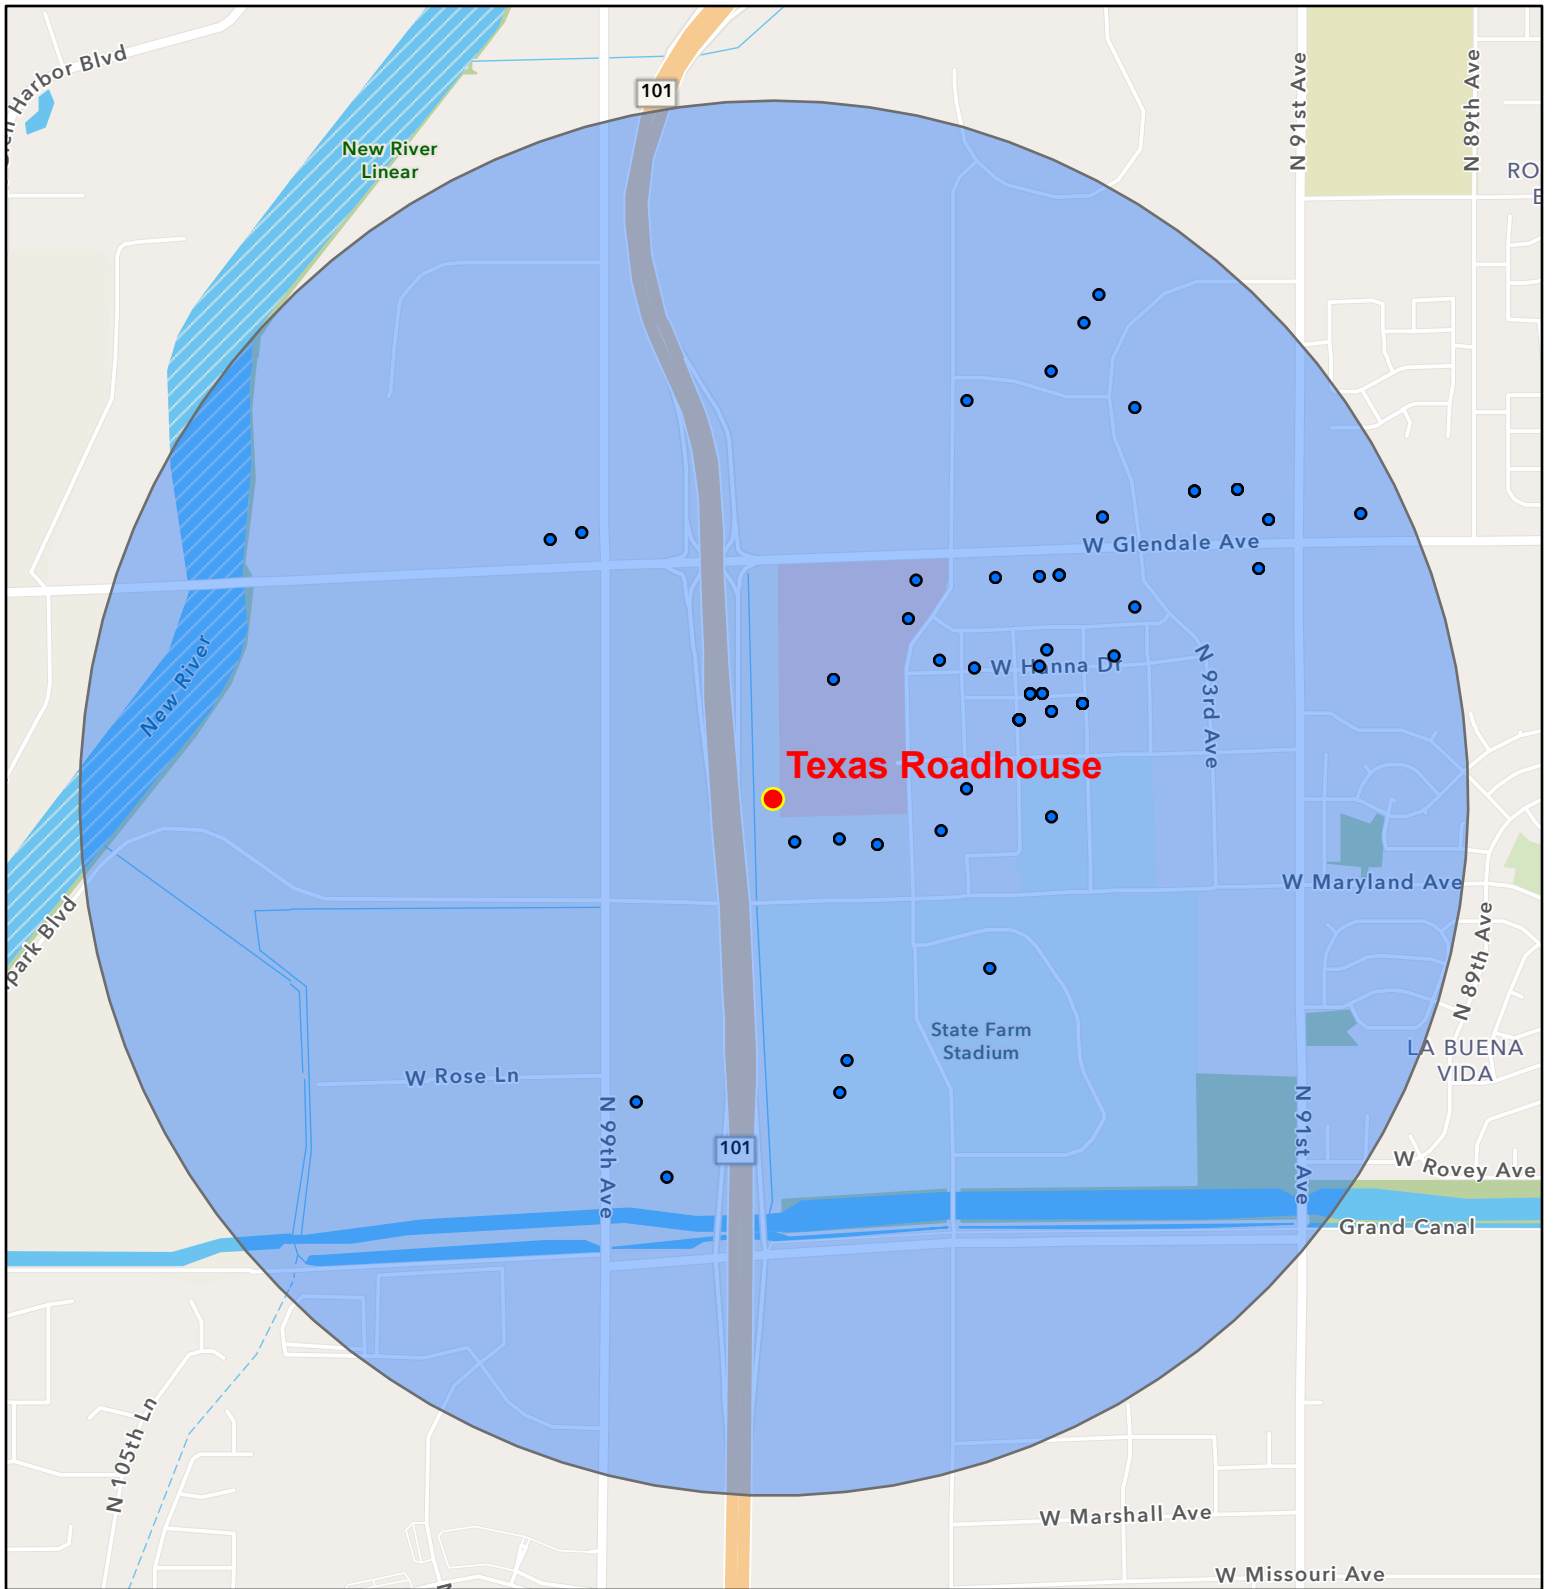 Harbor Blvd
101
N 91st Ave
N 89th Ave
New River
Linear
RO
E
W Glendale Ave
New River
W Hanna Dr
N 93rd Ave
Texas Roadhouse
W Maryland Ave
park Blvd
N 89th Ave
State Farm
Stadium
LA BUENA
VIDA
W Rose Ln
N 99th Ave
101
N 91st Ave
W Rovey Ave
Grand Canal
N 105th Ln
W Marshall Ave
W Missouri Ave